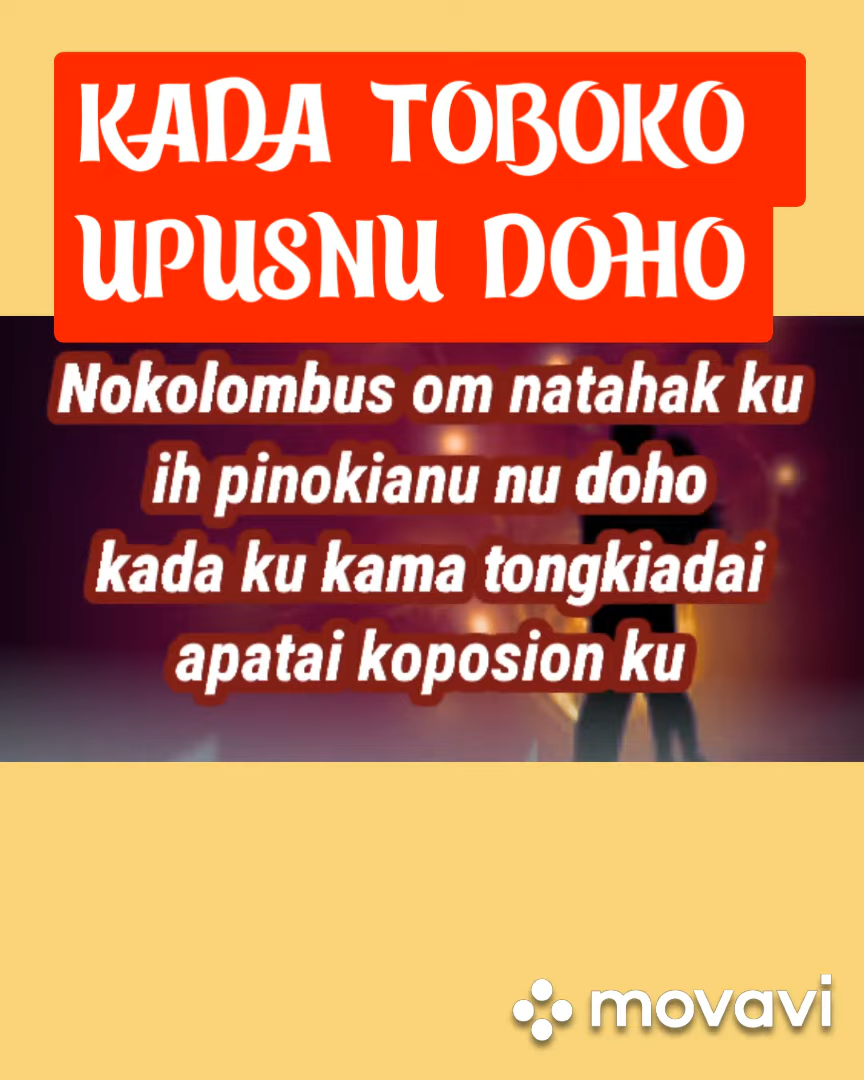 KADA TOBOKO
UPUSNU DOHO
Nokolombus om natahak ku
ih pinokianu nu doho
kada ku kama tongkiadai
apatai koposion ku
movavi